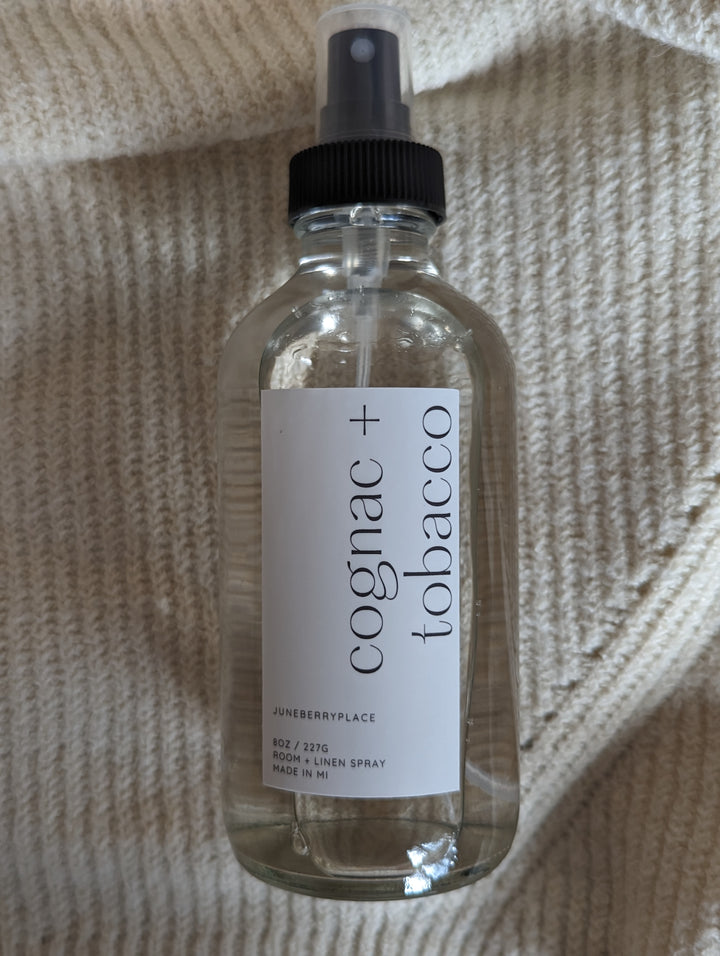 cognac +
tobacco
JUNEBERRYPLACE
8OZ / 227G
ROOM + LINEN SPRAY
MADE IN MI